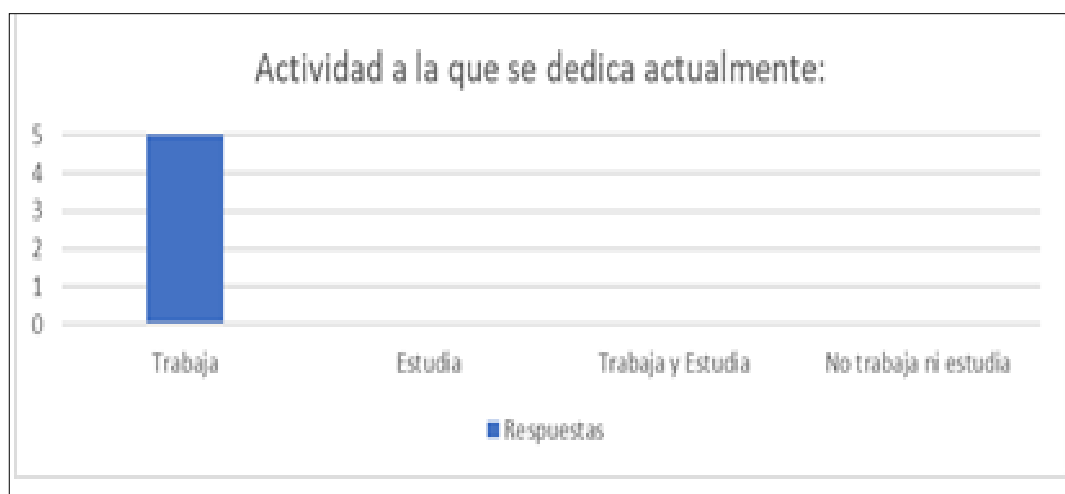 Actividad a la que se dedica actualmente:
5
4
3
2
1
0
Trabaja Estudia Trabaja y Estudia No trabaja ni estudia
Respuestas